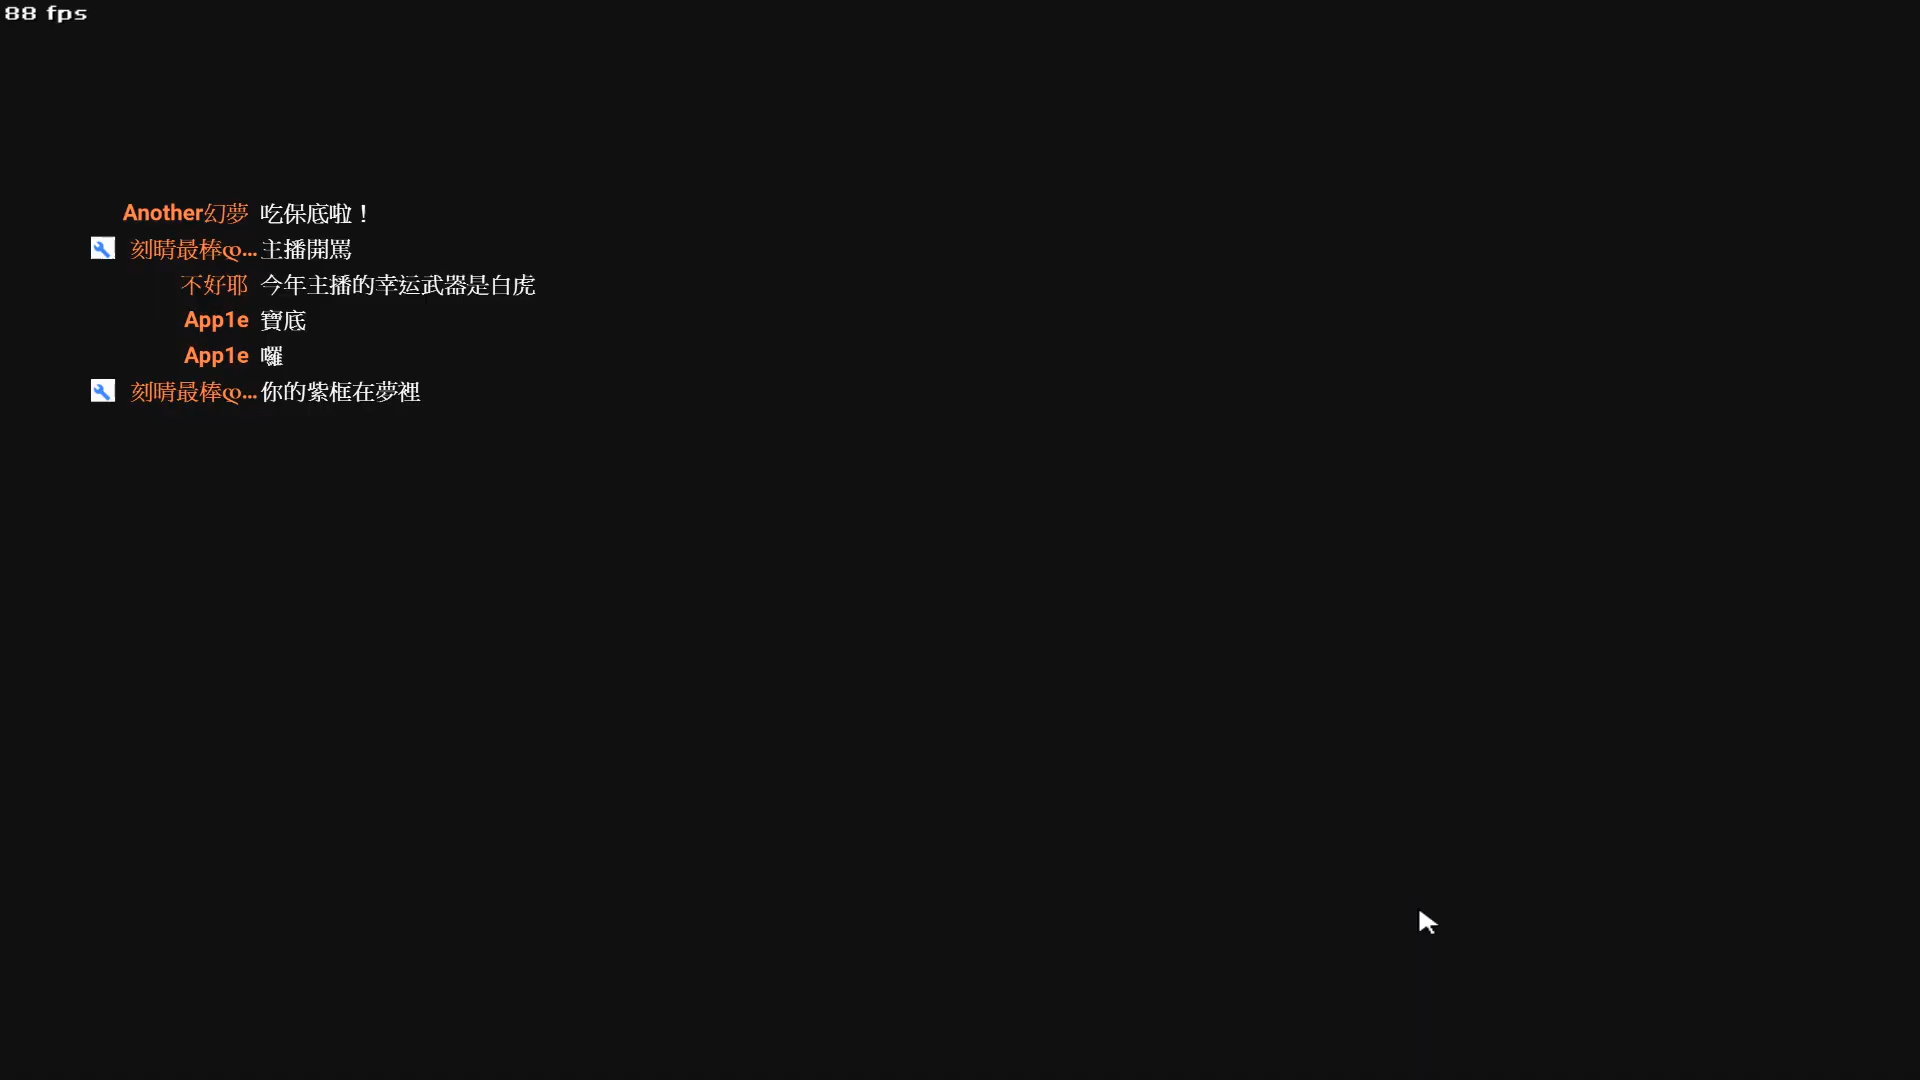 88 fps
Another幻夢 吃保底啦！
刻晴最棒φ... 主播開罵
不好耶 今年主播的幸运武器是白虎
App1e 寶底
App1e 囉
刻晴最棒φ... 你的紫框在夢裡